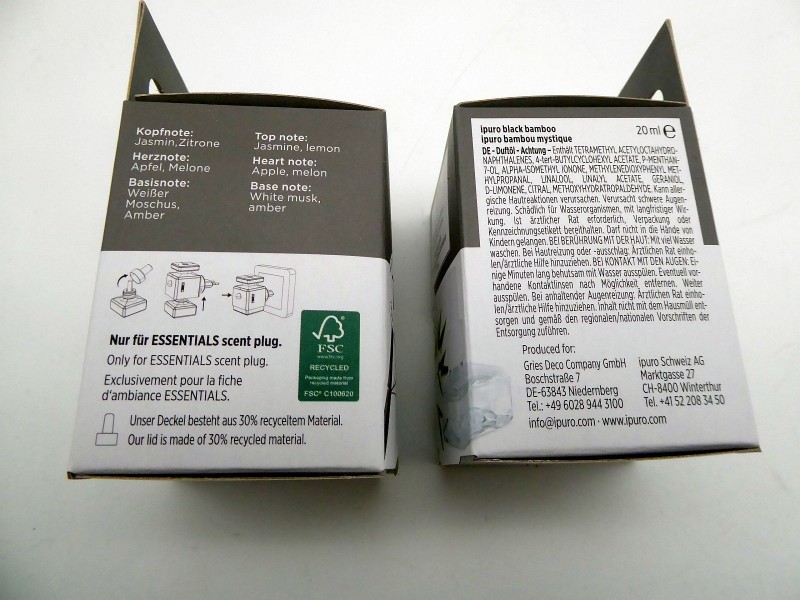 Kopfnote:
Jasmin,Zitrone
Herznote:
Apfel, Melone
Basisnote:
Weißer
Moschus,
Amber
Top note:
Jasmine, lemon
Heart note:
Apple, melon
Base note:
White musk,
amber
Nur für ESSENTIALS scent plug.
Only for ESSENTIALS scent plug.
Exclusivement pour la fiche
d'ambiance ESSENTIALS.
FSC
www.fsc.org
RECYCLED
Packaging made from
recycled material
FSC® C100620
Unser Deckel besteht aus 30% recyceltem Material.
Our lid is made of 30% recycled material.
ipuro black bamboo
ipuro bambou mystique
20 ml ℮
DE - Duftöl - Achtung – Enthält TETRAMETHYL ACETYLOCTAHYDRO-
NAPHTHALENES, 4-tert-BUTYLCYCLOHEXYL ACETATE, P-MENTHAN-
7-OL, ALPHA-ISOMETHYL IONONE, METHYLENEDIOXYPHENYL MET-
HYLPROPANAL, LINALOOL, LINALYL ACETATE, GERANIOL,
D-LIMONENE, CITRAL, METHOXYHYDRATROPALDEHYDE. Kann aller-
gische Hautreaktionen verursachen. Verursacht schwere Augen-
reizung. Schädlich für Wasserorganismen, mit langfristiger Wir-
kung. Ist ärztlicher Rat erforderlich, Verpackung oder
Kennzeichnungsetikett bereithalten. Darf nicht in die Hände von
Kindern gelangen. BEI BERÜHRUNG MIT DER HAUT: Mit viel Wasser
waschen. Bei Hautreizung oder -ausschlag: Ärztlichen Rat einho-
len/ärztliche Hilfe hinzuziehen. BEI KONTAKT MIT DEN AUGEN: Ei-
nige Minuten lang behutsam mit Wasser ausspülen. Eventuell vor-
handene Kontaktlinsen nach Möglichkeit entfernen. Weiter
ausspülen. Bei anhaltender Augenreizung: Ärztlichen Rat einho-
len/ärztliche Hilfe hinzuziehen. Inhalt nicht mit dem Hausmüll ent-
sorgen und gemäß den regionalen/nationalen Vorschriften der
Entsorgung zuführen.
Produced for:
Gries Deco Company GmbH
Boschstraße 7
DE-63843 Niedernberg
Tel.: +49 6028 944 3100
ipuro Schweiz AG
Marktgasse 27
CH-8400 Winterthur
Tel. +41 52 208 34 50
info@ipuro.com · www.ipuro.com